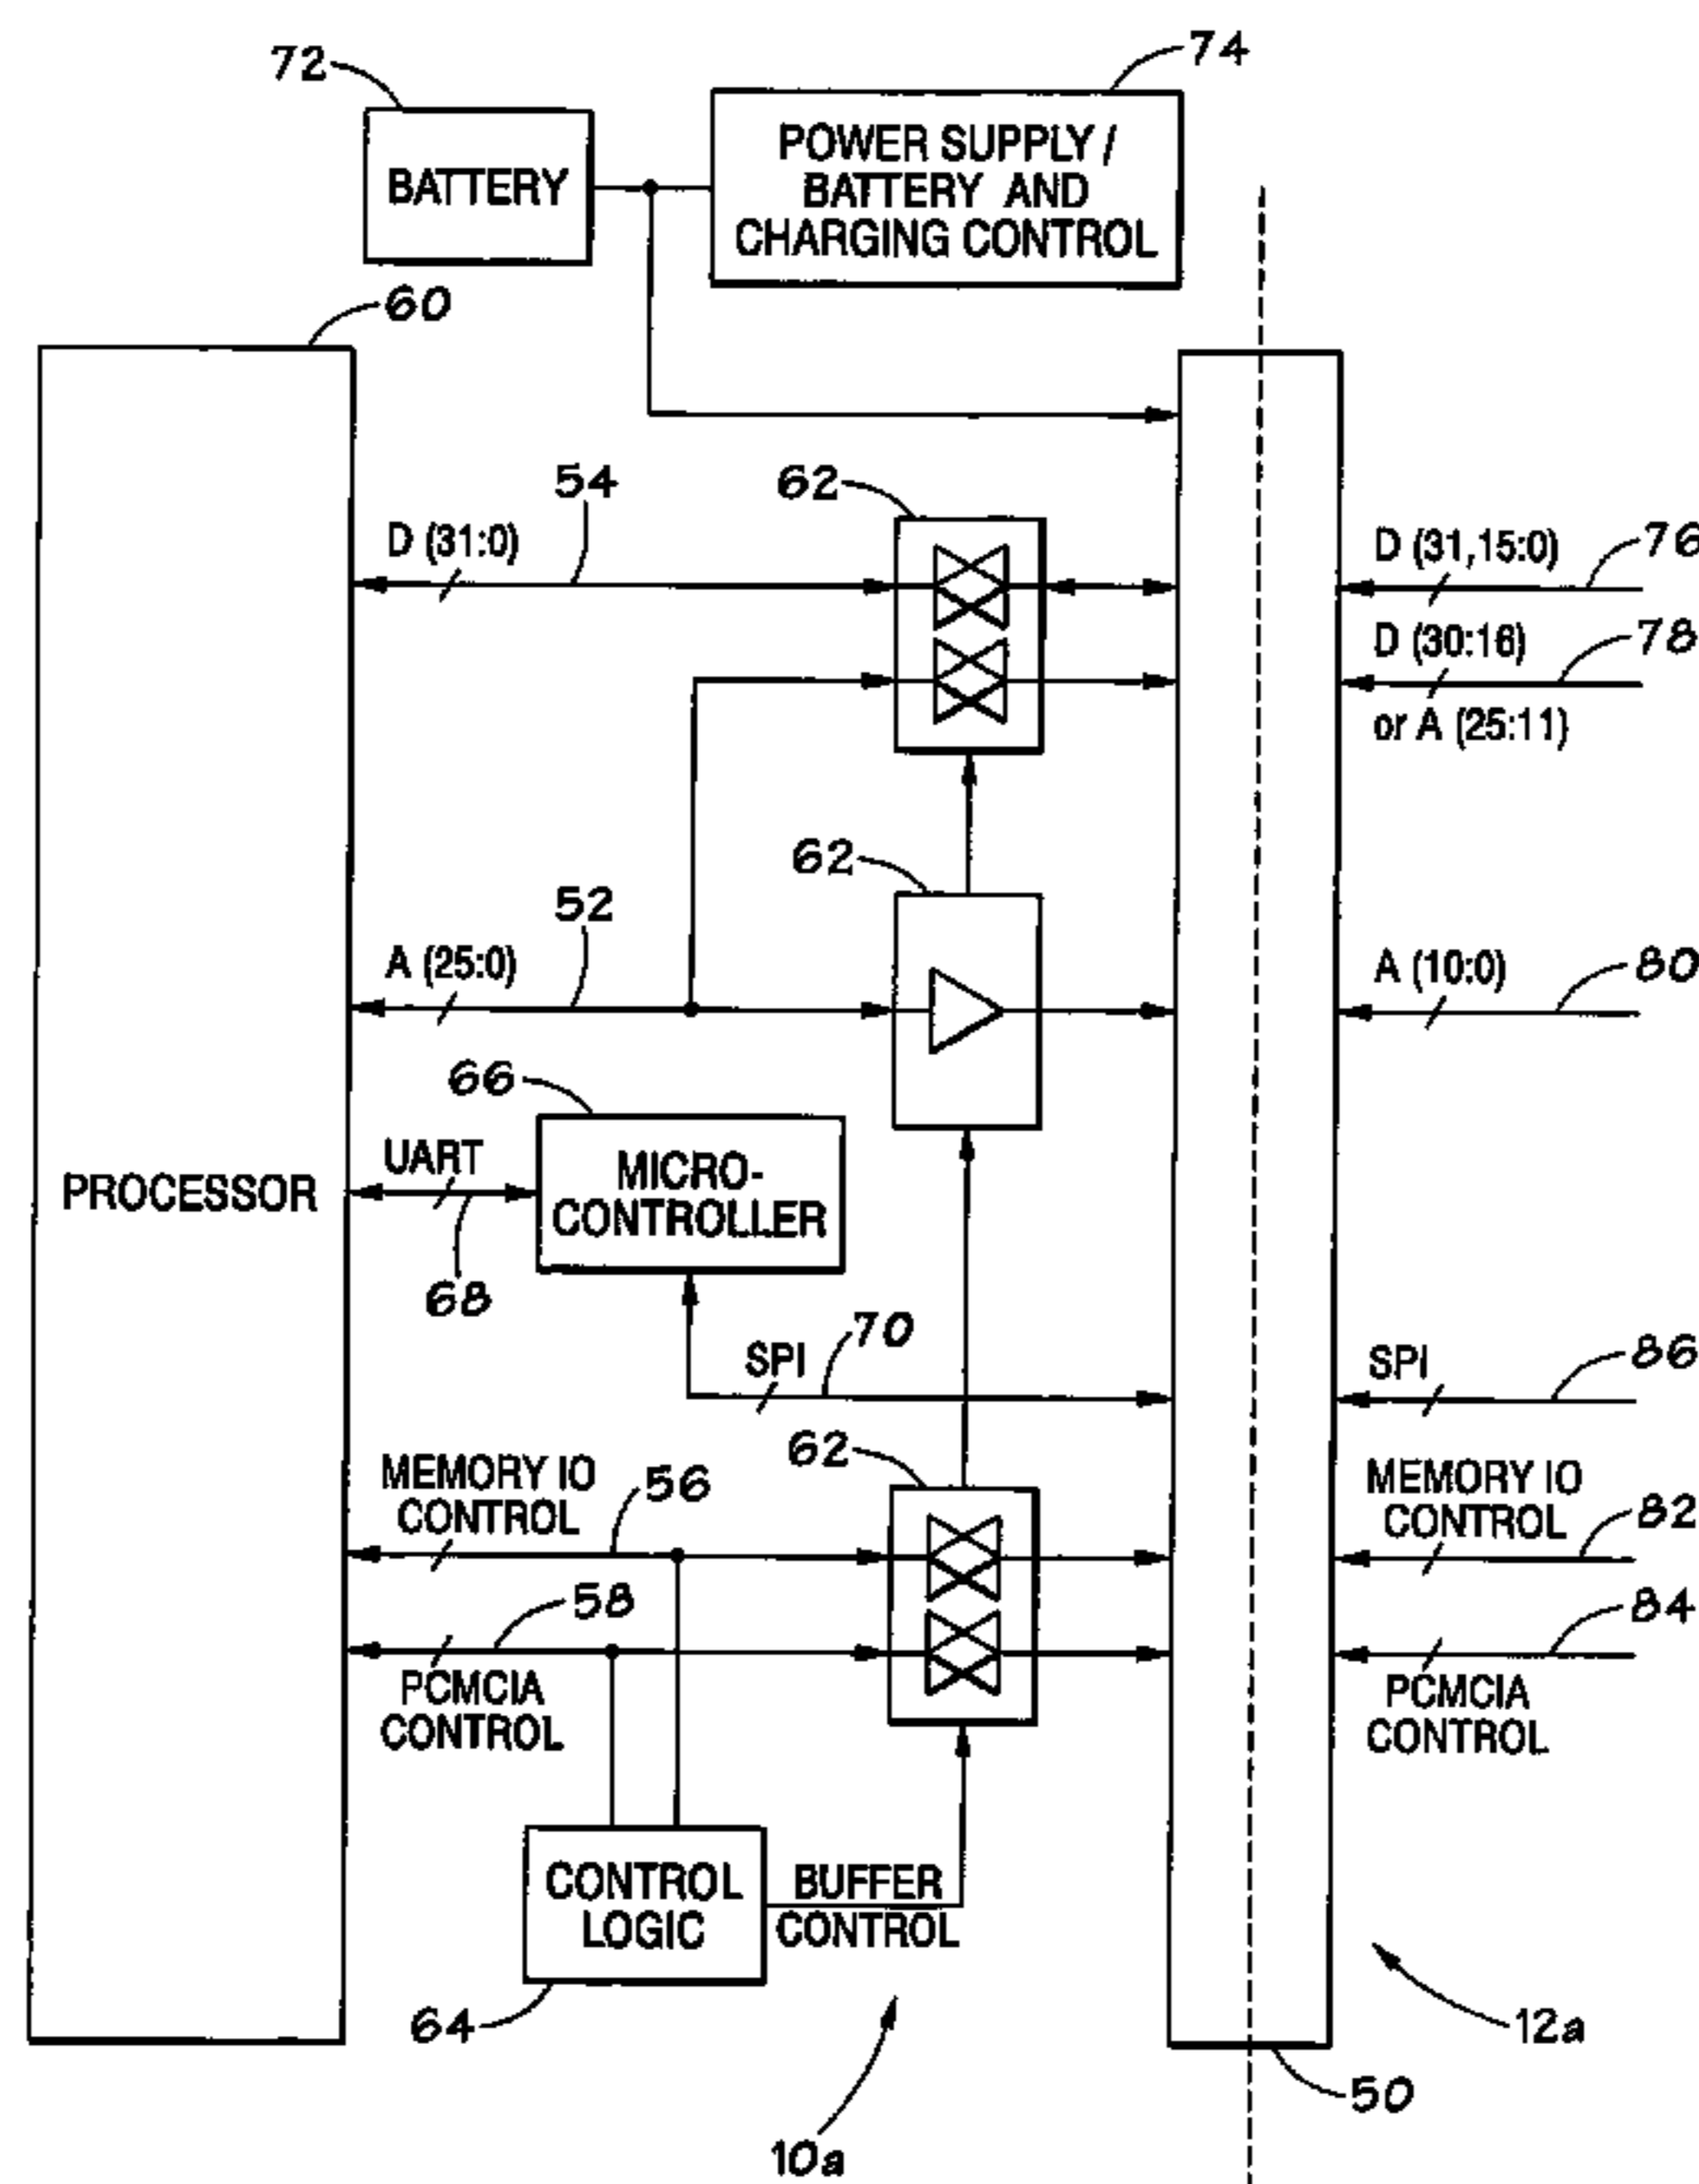 72
74
BATTERY
POWER SUPPLY /
BATTERY AND
CHARGING CONTROL
60
54
62
D (31:0)
D (31,15:0)
76
D (30:16)
78
or A (25:11)
62
52
A (25:0)
A (10:0)
80
66
UART
MICRO-
CONTROLLER
PROCESSOR
68
70
SPI
SPI
86
62
MEMORY IO
CONTROL
56
MEMORY IO
CONTROL
82
58
84
PCMCIA
CONTROL
PCMCIA
CONTROL
CONTROL
LOGIC
BUFFER
CONTROL
64
12a
50
10a